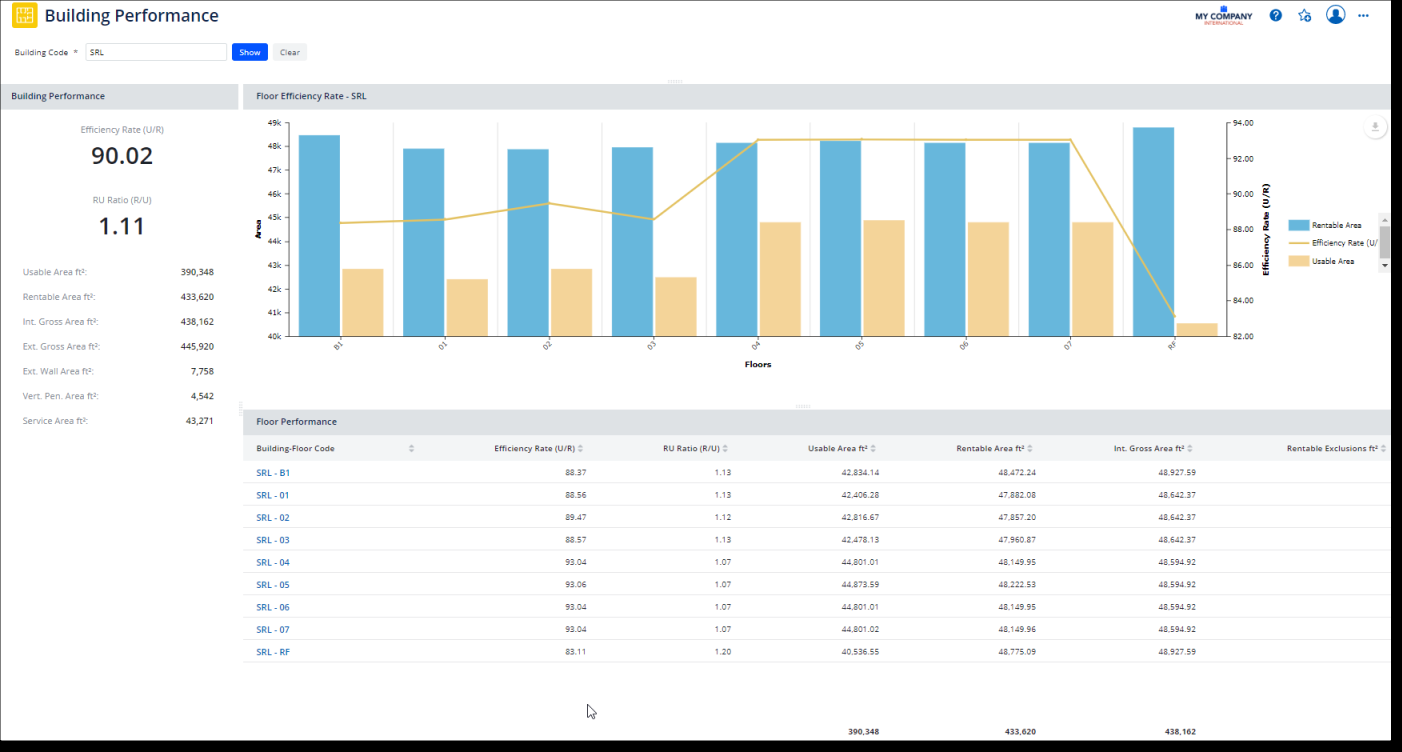 Building Performance
MY COMPANY
INTERNATIONAL
Building Code * SRL Show Clear
Building Performance
Efficiency Rate (U/R)
90.02
RU Ratio (R/U)
1.11
Usable Area ft²: 390,348
Rentable Area ft²: 433,620
Int. Gross Area ft²: 438,162
Ext. Gross Area ft²: 445,920
Ext. Wall Area ft²: 7,758
Vert. Pen. Area ft²: 4,542
Service Area ft²: 43,271
Floor Efficiency Rate - SRL
49k
48k
47k
46k
45k
44k
43k
42k
41k
40k
Area
94.00
92.00
90.00
88.00
86.00
84.00
82.00
Efficiency Rate (U/R)
B1 01 02 03 04 05 06 07 RF
Floors
Rentable Area
Efficiency Rate (U/
Usable Area
Floor Performance
Building-Floor Code Efficiency Rate (U/R) RU Ratio (R/U) Usable Area ft² Rentable Area ft² Int. Gross Area ft² Rentable Exclusions ft²
SRL - B1 88.37 1.13 42,834.14 48,472.24 48,927.59
SRL - 01 88.56 1.13 42,406.28 47,882.08 48,642.37
SRL - 02 89.47 1.12 42,816.67 47,857.20 48,642.37
SRL - 03 88.57 1.13 42,478.13 47,960.87 48,642.37
SRL - 04 93.04 1.07 44,801.01 48,149.95 48,594.92
SRL - 05 93.06 1.07 44,873.59 48,222.53 48,594.92
SRL - 06 93.04 1.07 44,801.01 48,149.95 48,594.92
SRL - 07 93.04 1.07 44,801.02 48,149.96 48,594.92
SRL - RF 83.11 1.20 40,536.55 48,775.09 48,927.59
390,348 433,620 438,162